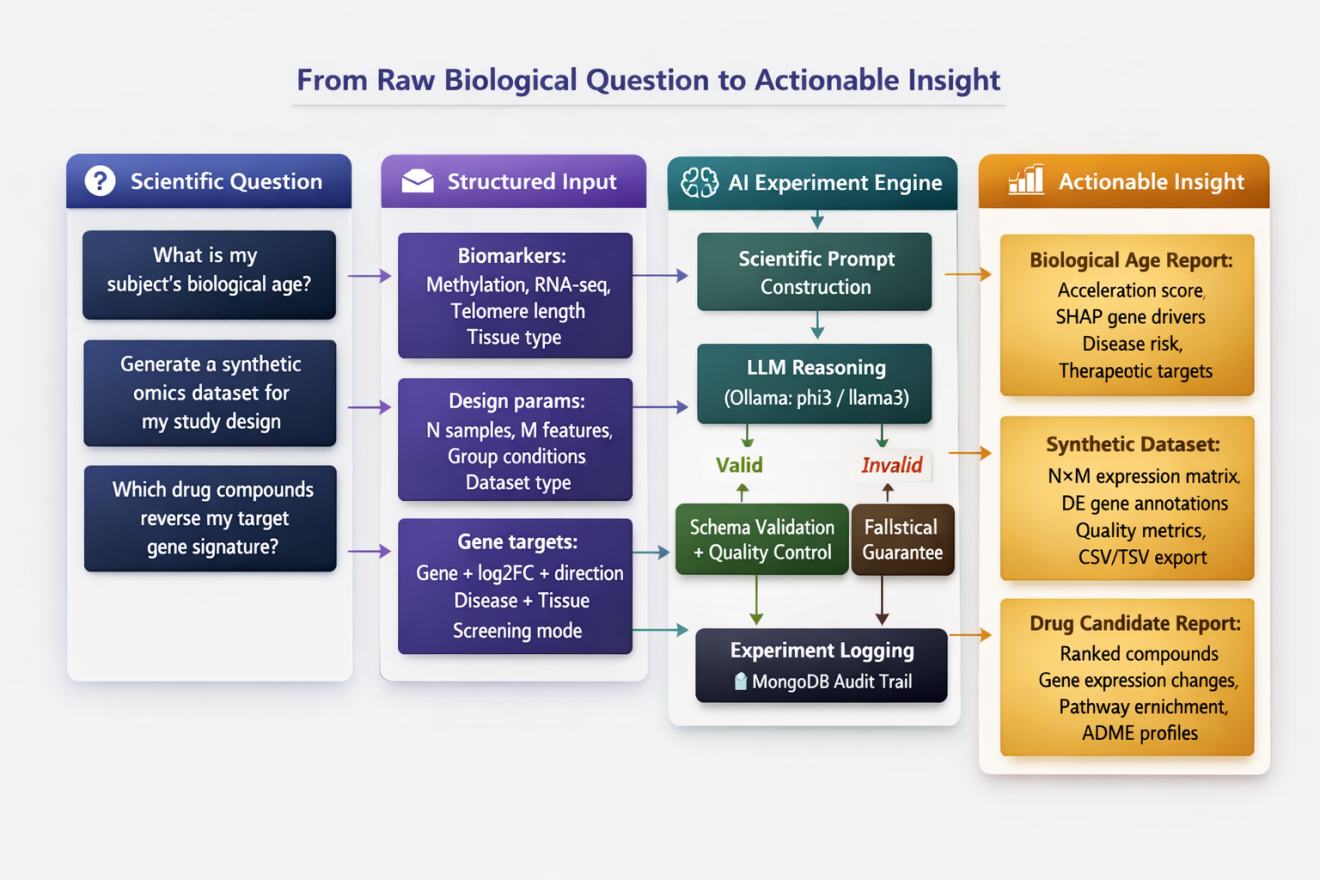 From Raw Biological Question to Actionable Insight
?
Scientific Question
What is my
subject's biological age?
Generate a synthetic
omics dataset for
my study design
Which drug compounds
reverse my target
gene signature?
Structured Input
Biomarkers:
Methylation, RNA-seq,
Telomere length
Tissue type
Design params:
N samples, M features,
Group conditions
Dataset type
Gene targets:
Gene + log2FC + direction
Disease + Tissue
Screening mode
AI Experiment Engine
Scientific Prompt
Construction
LLM Reasoning
(Ollama: phi3 / llama3)
Valid
Invalid
Schema Validation
+ Quality Control
Fallstical
Guarantee
Experiment Logging
MongoDB Audit Trail
Actionable Insight
Biological Age Report:
Acceleration score,
SHAP gene drivers
Disease risk,
Therapeutic targets
Synthetic Dataset:
N×M expression matrix,
DE gene annotations
Quality metrics,
CSV/TSV export
Drug Candidate Report:
Ranked compounds
Gene expression changes,
Pathway ernichment,
ADME profiles